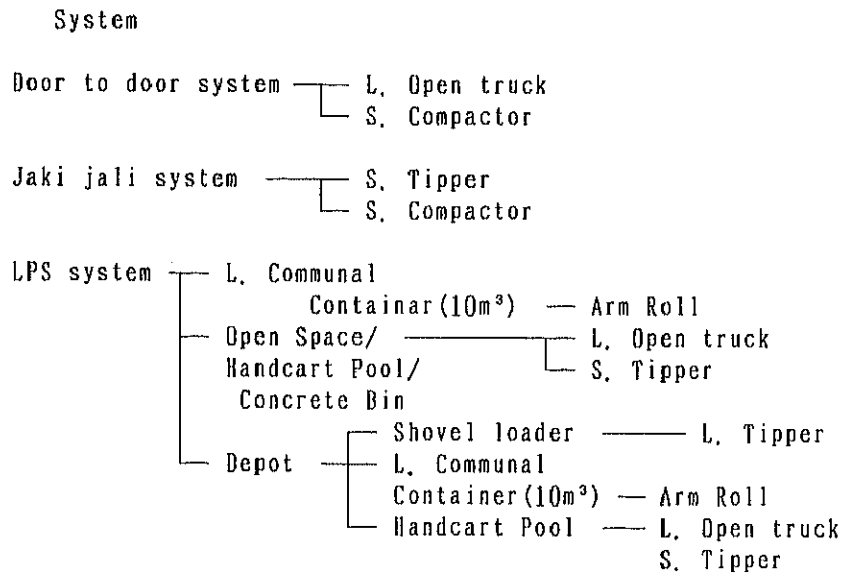 System
Door to door system L. Open truck
S. Compactor
Jaki jali system S. Tipper
S. Compactor
LPS system L. Communal
Containar(10m³) Arm Roll
Open Space/ L. Open truck
Handcart Pool/ S. Tipper
Concrete Bin
Shovel loader L. Tipper
Depot L. Communal
Container(10m³) Arm Roll
Handcart Pool L. Open truck
S. Tipper